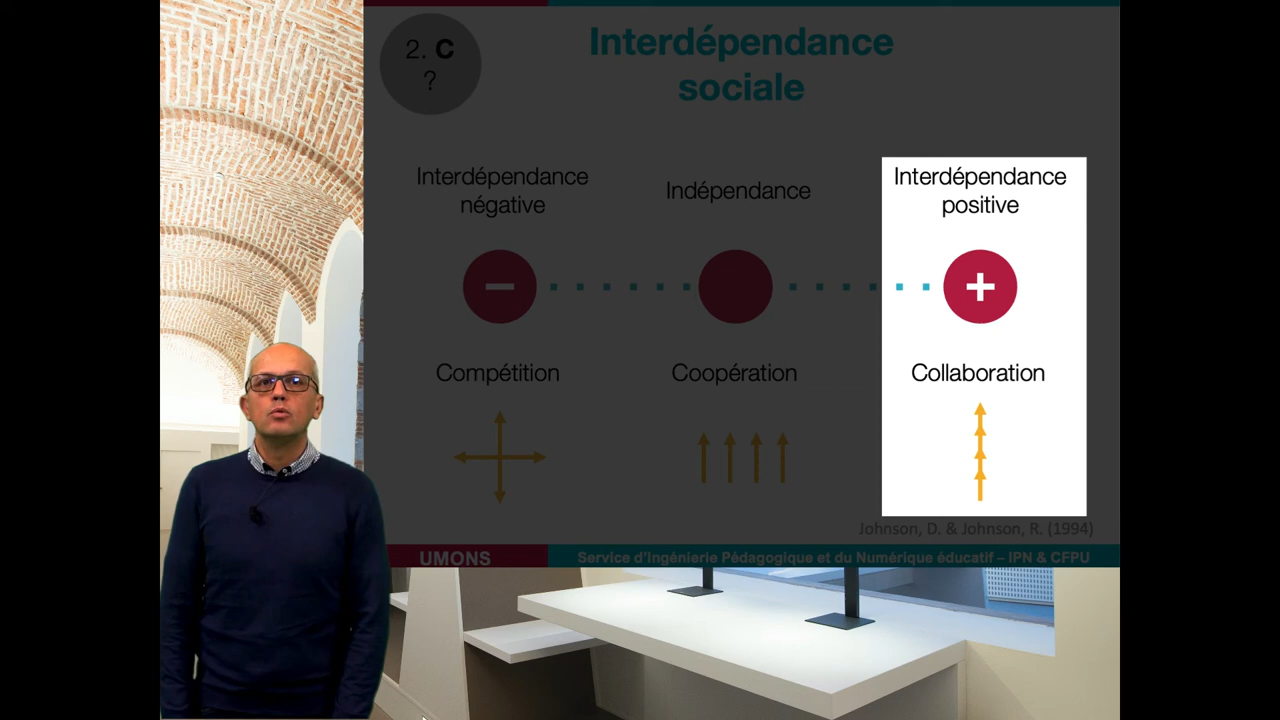 2. C
?
Interdépendance
sociale
Interdépendance
négative
Indépendance
Interdépendance
positive
−
+
Compétition
Coopération
Collaboration
Johnson, D. & Johnson, R. (1994)
UMONS
Service d'Ingénierie Pédagogique et du Numérique éducatif – IPN & CFPU